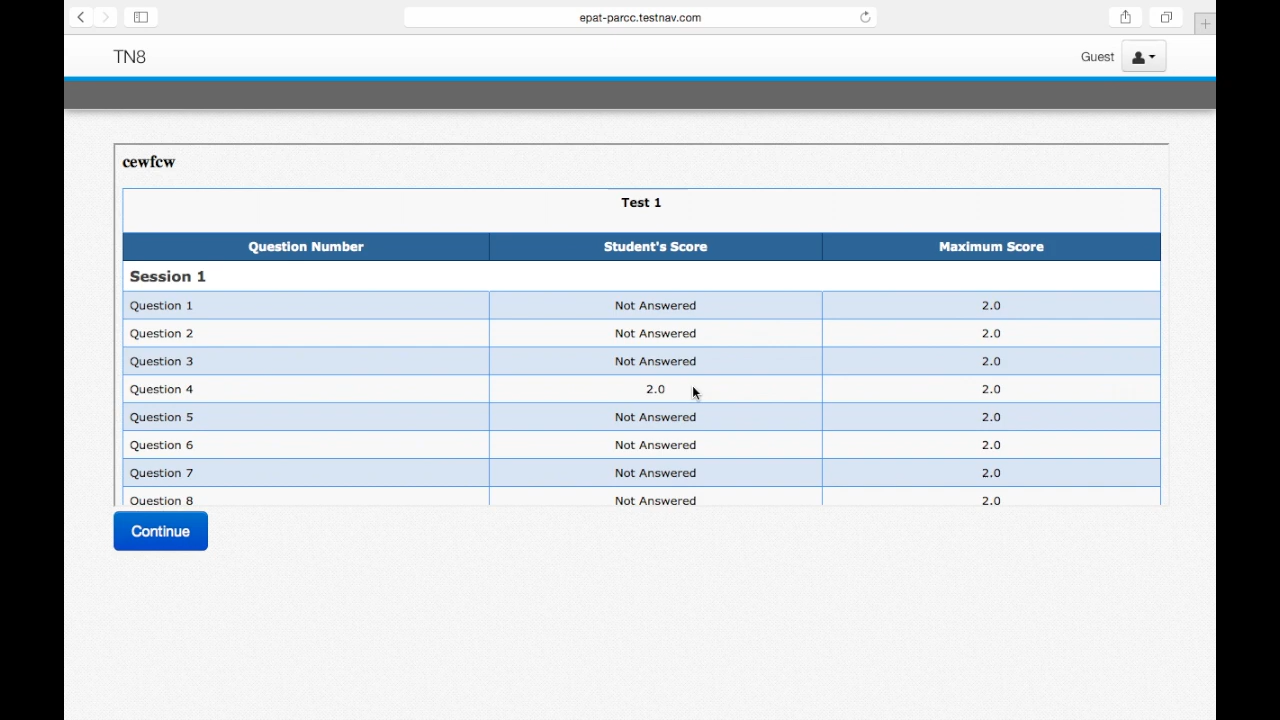 epat-parcc.testnav.com
TN8 Guest
cewfcw
Test 1
Question Number Student's Score Maximum Score
Session 1
Question 1 Not Answered 2.0
Question 2 Not Answered 2.0
Question 3 Not Answered 2.0
Question 4 2.0 2.0
Question 5 Not Answered 2.0
Question 6 Not Answered 2.0
Question 7 Not Answered 2.0
Question 8 Not Answered 2.0
Continue